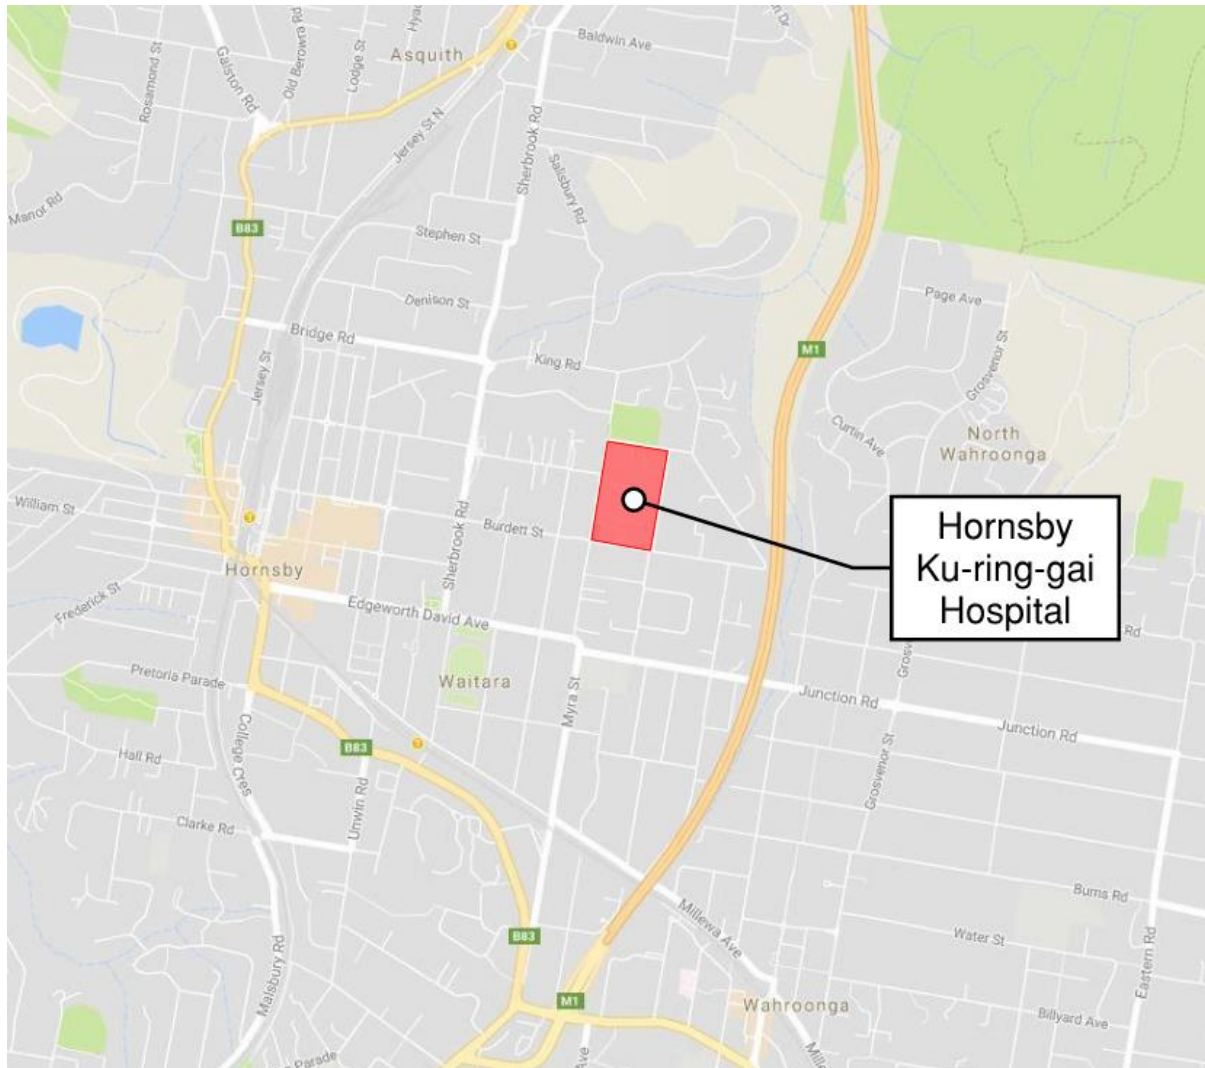 Baldwin Ave
Asquith
Galston Rd
Old Berowra Rd
Lodge St
Rosamond St
Jersey St N
Sherbrook Rd
Salisbury Rd
Manor Rd
B83
Stephen St
Denison St
Page Ave
Bridge Rd
M1
King Rd
Jersey St
Grosvenor St
Curtin Ave
North
Wahroonga
William St
Sherbrook Rd
Burdett St
Hornsby
Ku-ring-gai
Hospital
Hornsby
Frederick St
Edgeworth David Ave
Rd
Pretoria Parade
Waitara
Myra St
Junction Rd
Junction Rd
College Cres
B83
Hall Rd
Unwin Rd
Grosvenor St
Clarke Rd
Burns Rd
Millewa Ave
B83
Water St
Malsbury Rd
Eastern Rd
M1
Wahroonga
Billyard Ave
Parade
Ave